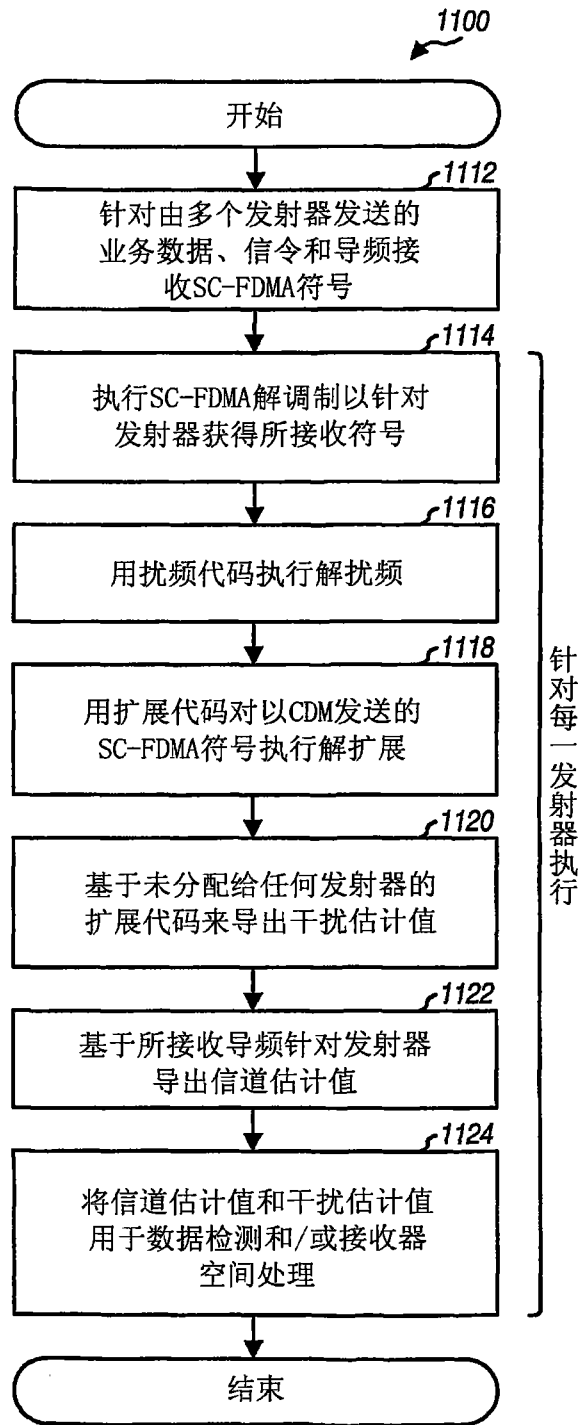 1100
开始
1112
针对由多个发射器发送的
业务数据、信令和导频接
收SC-FDMA符号
1114
执行SC-FDMA解调制以针对
发射器获得所接收符号
1116
用扰频代码执行解扰频
1118
用扩展代码对以CDM发送的
SC-FDMA符号执行解扩展
1120
基于未分配给任何发射器的
扩展代码来导出干扰估计值
1122
基于所接收导频针对发射器
导出信道估计值
1124
将信道估计值和干扰估计值
用于数据检测和/或接收器
空间处理
针对每一发射器执行
结束